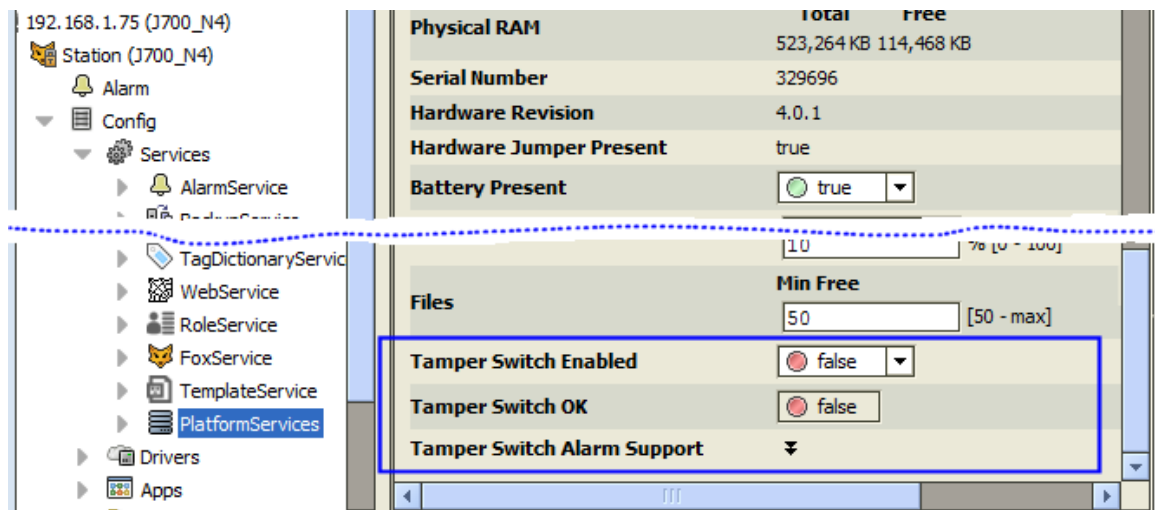 192.168.1.75 (J700_N4)
Station (J700_N4)
Alarm
Config
Services
AlarmService
BackupService
TagDictionaryServic
WebService
RoleService
FoxService
TemplateService
PlatformServices
Drivers
Apps
Total Free
Physical RAM
523,264 KB 114,468 KB
Serial Number 329696
Hardware Revision 4.0.1
Hardware Jumper Present true
Battery Present true
10 % [0 - 100]
Min Free
Files
50 [50 - max]
Tamper Switch Enabled false
Tamper Switch OK false
Tamper Switch Alarm Support